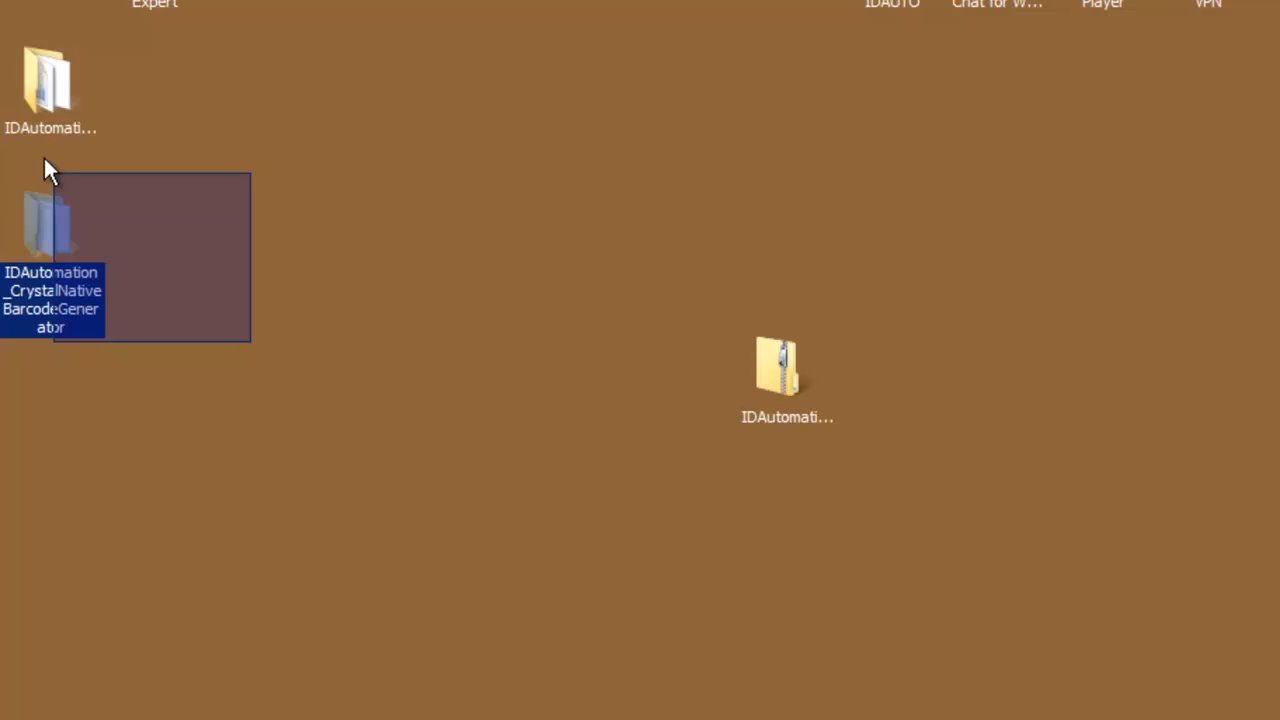 Expert
IDAUTO
Chat for W...
Player
VPN
IDAutomati...
IDAutomation
_CrystalNative
BarcodeGener
ator
IDAutomati...